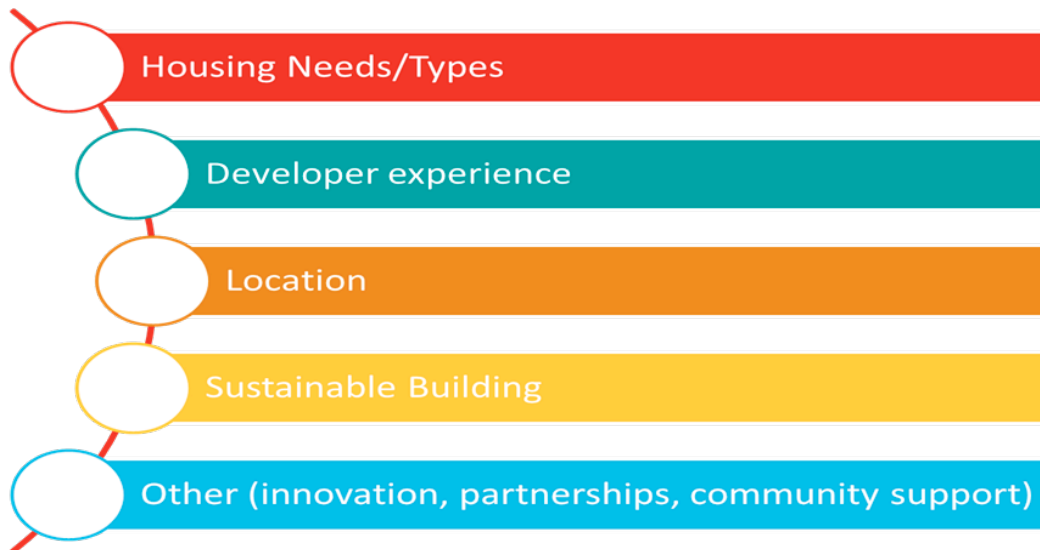 Housing Needs/Types
Developer experience
Location
Sustainable Building
Other (innovation, partnerships, community support)